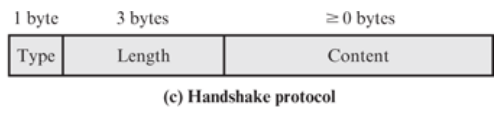 1 byte 3 bytes ≥ 0 bytes
Type Length Content
(c) Handshake protocol